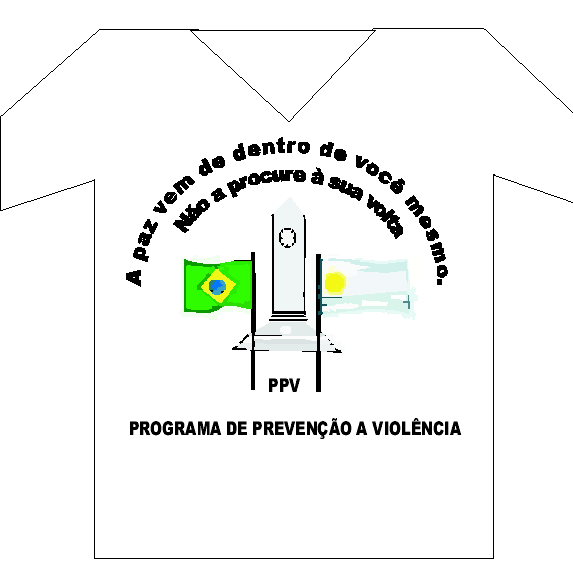 A paz vem de dentro de você mesmo.
Não a procure à sua volta
PPV
PROGRAMA DE PREVENÇÃO A VIOLÊNCIA